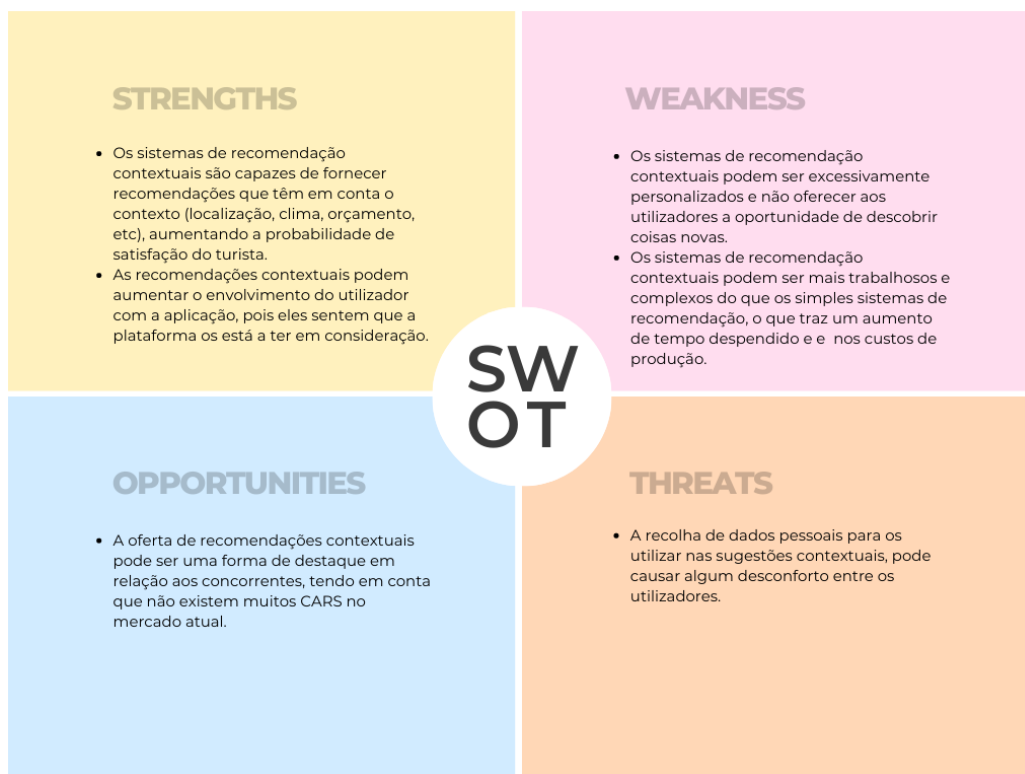 STRENGTHS
• Os sistemas de recomendação
contextuais são capazes de fornecer
recomendações que têm em conta o
contexto (localização, clima, orçamento,
etc), aumentando a probabilidade de
satisfação do turista.
• As recomendações contextuais podem
aumentar o envolvimento do utilizador
com a aplicação, pois eles sentem que a
plataforma os está a ter em consideração.
WEAKNESS
• Os sistemas de recomendação
contextuais podem ser excessivamente
personalizados e não oferecer aos
utilizadores a oportunidade de descobrir
coisas novas.
• Os sistemas de recomendação
contextuais podem ser mais trabalhosos e
complexos do que os simples sistemas de
recomendação, o que traz um aumento
de tempo despendido e e  nos custos de
produção.
SW
OT
OPPORTUNITIES
• A oferta de recomendações contextuais
pode ser uma forma de destaque em
relação aos concorrentes, tendo em conta
que não existem muitos CARS no
mercado atual.
THREATS
• A recolha de dados pessoais para os
utilizar nas sugestões contextuais, pode
causar algum desconforto entre os
utilizadores.